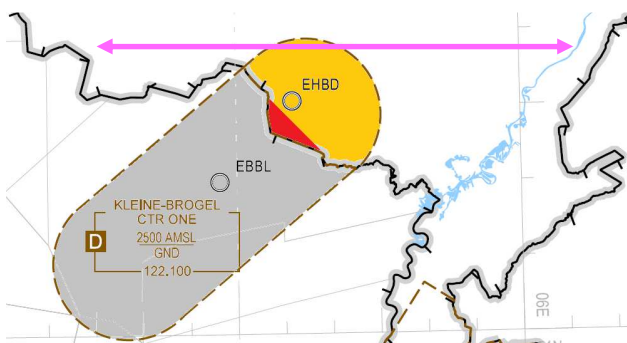 EHBD
EBBL
KLEINE-BROGEL
CTR ONE
D
2500 AMSL
GND
122.100
06E